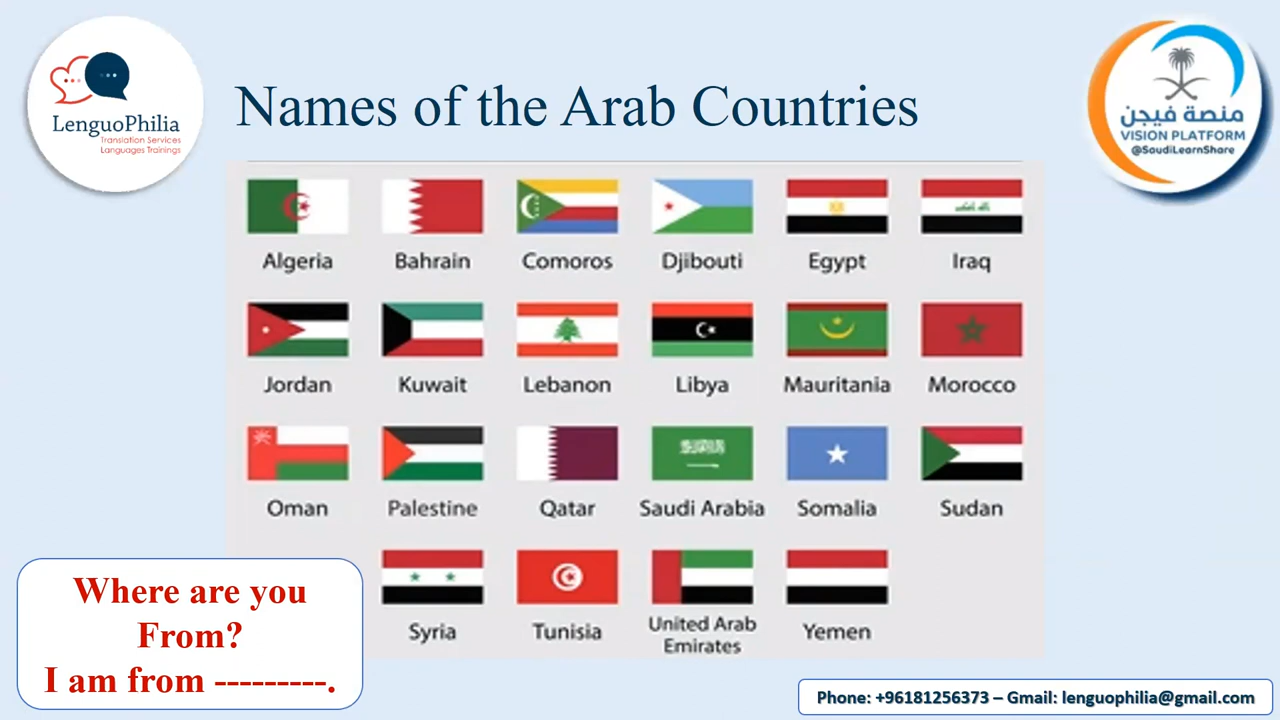 LenguoPhilia
Translation Services
Languages Trainings
Names of the Arab Countries
منصة فيجن
VISION PLATFORM
@SaudiLearnShare
Algeria
Bahrain
Comoros
Djibouti
Egypt
Iraq
Jordan
Kuwait
Lebanon
Libya
Mauritania
Morocco
Oman
Palestine
Qatar
Saudi Arabia
Somalia
Sudan
Syria
Tunisia
United Arab
Emirates
Yemen
Where are you
From?
I am from ---------.
Phone: +96181256373 – Gmail: lenguophilia@gmail.com